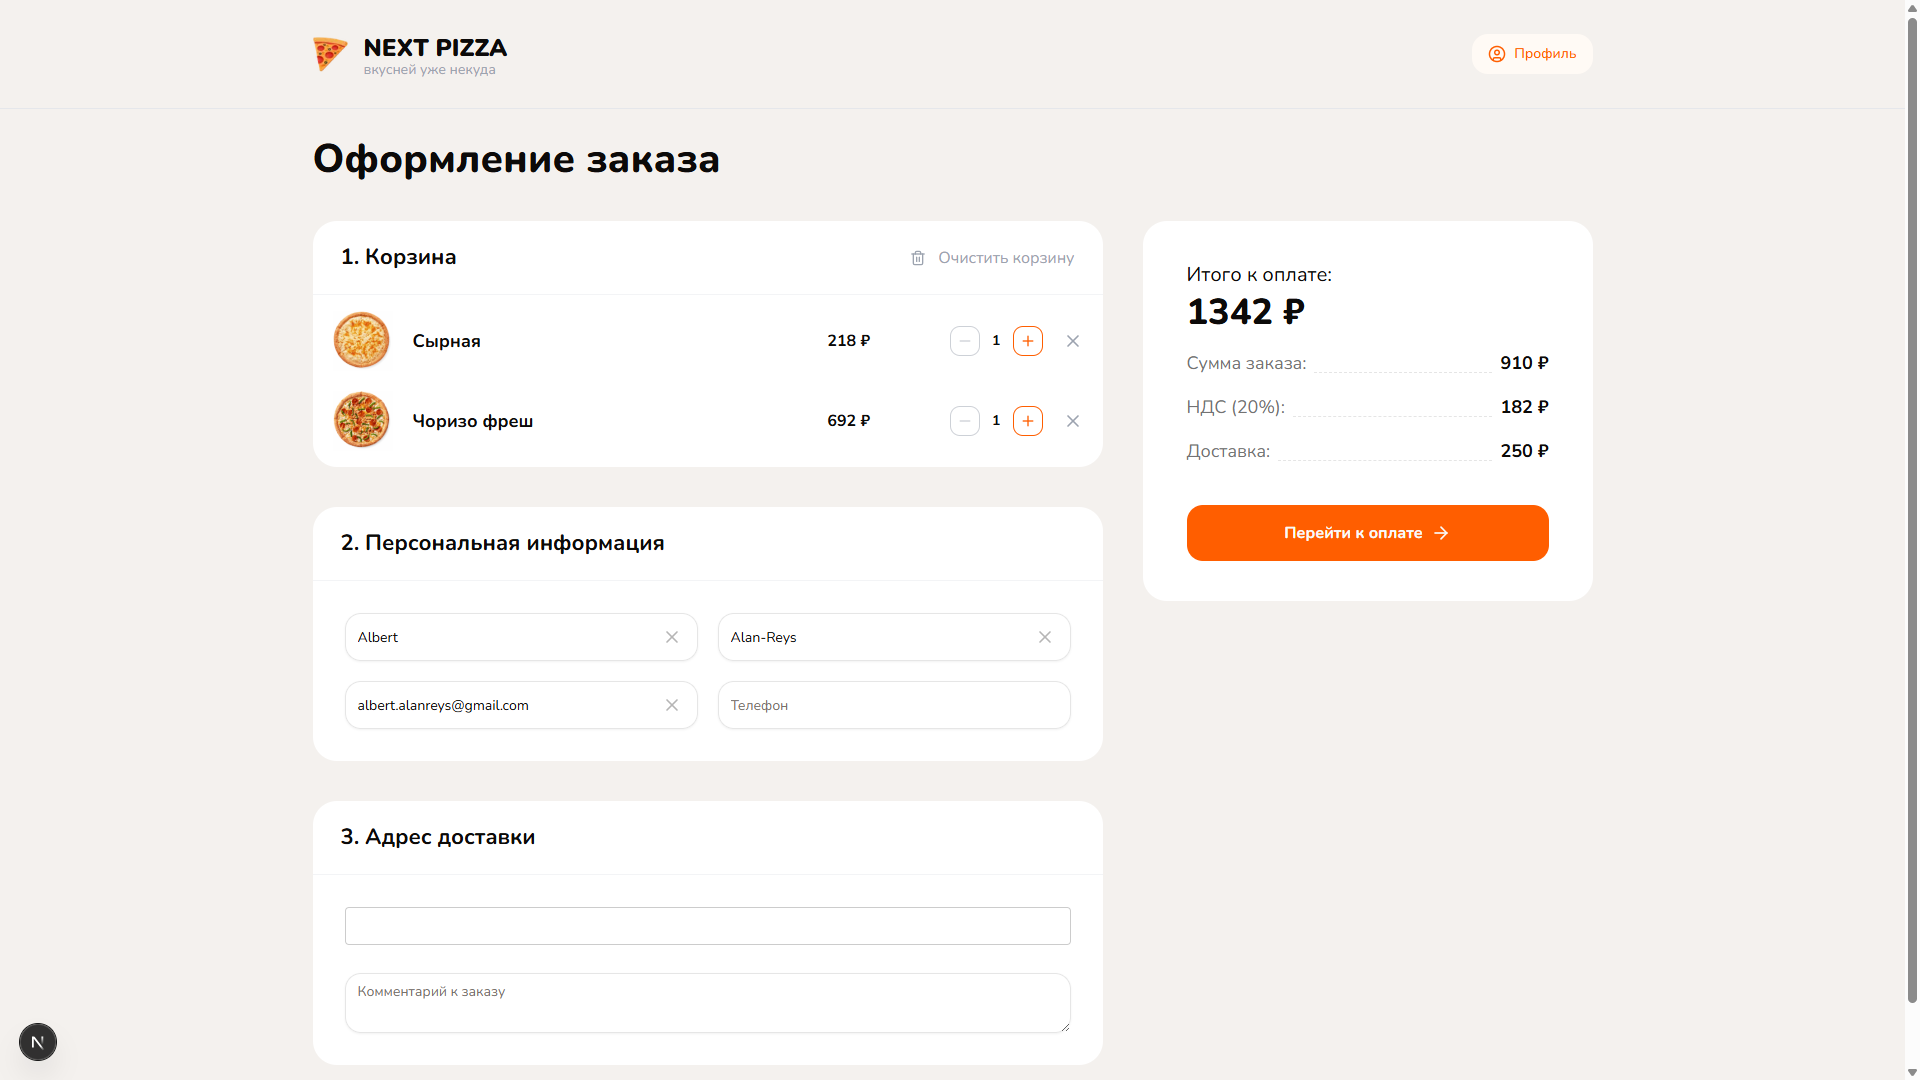 NEXT PIZZA
вкусней уже некуда
Профиль
Оформление заказа
1. Корзина
Очистить корзину
Сырная
218 ₽
1
Чоризо фреш
692 ₽
1
Итого к оплате:
1342 ₽
Сумма заказа:
910 ₽
НДС (20%):
182 ₽
Доставка:
250 ₽
Перейти к оплате
2. Персональная информация
Albert
Alan-Reys
albert.alanreys@gmail.com
Телефон
3. Адрес доставки
Комментарий к заказу
N